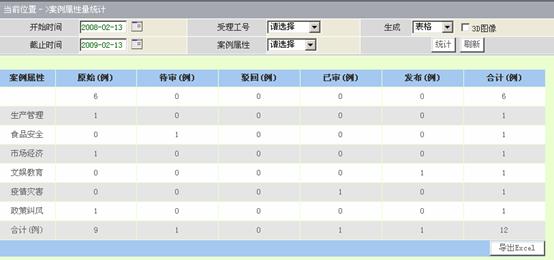 当前位置－>案例属性量统计
开始时间 2008-02-13 受理工号 请选择 生成 表格 3D图像
截止时间 2009-02-13 案例属性 请选择 统计 刷新
案例属性 原始(例) 待审(例) 驳回(例) 已审(例) 发布(例) 合计(例)
6 0 0 0 0 6
生产管理 1 0 0 0 0 1
食品安全 0 1 0 0 0 1
市场经济 1 0 0 0 0 1
文娱教育 0 0 0 0 1 1
疫情灾害 0 0 0 1 0 1
政策纠风 1 0 0 0 0 1
合计(例) 9 1 0 1 1 12
导出Excel